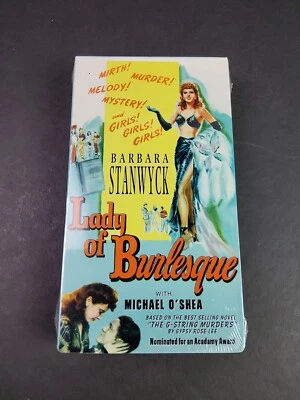 MIRTH!
MURDER!
MELODY!
MYSTERY!
and
GIRLS!
GIRLS!
GIRLS!
BARBARA
STANWYCK
Lady
of
Burlesque
WITH
MICHAEL O'SHEA
BASED ON THE BEST SELLING NOVEL
"THE G-STRING MURDERS"
BY GYPSY ROSE LEE
Nominated for an Academy Award